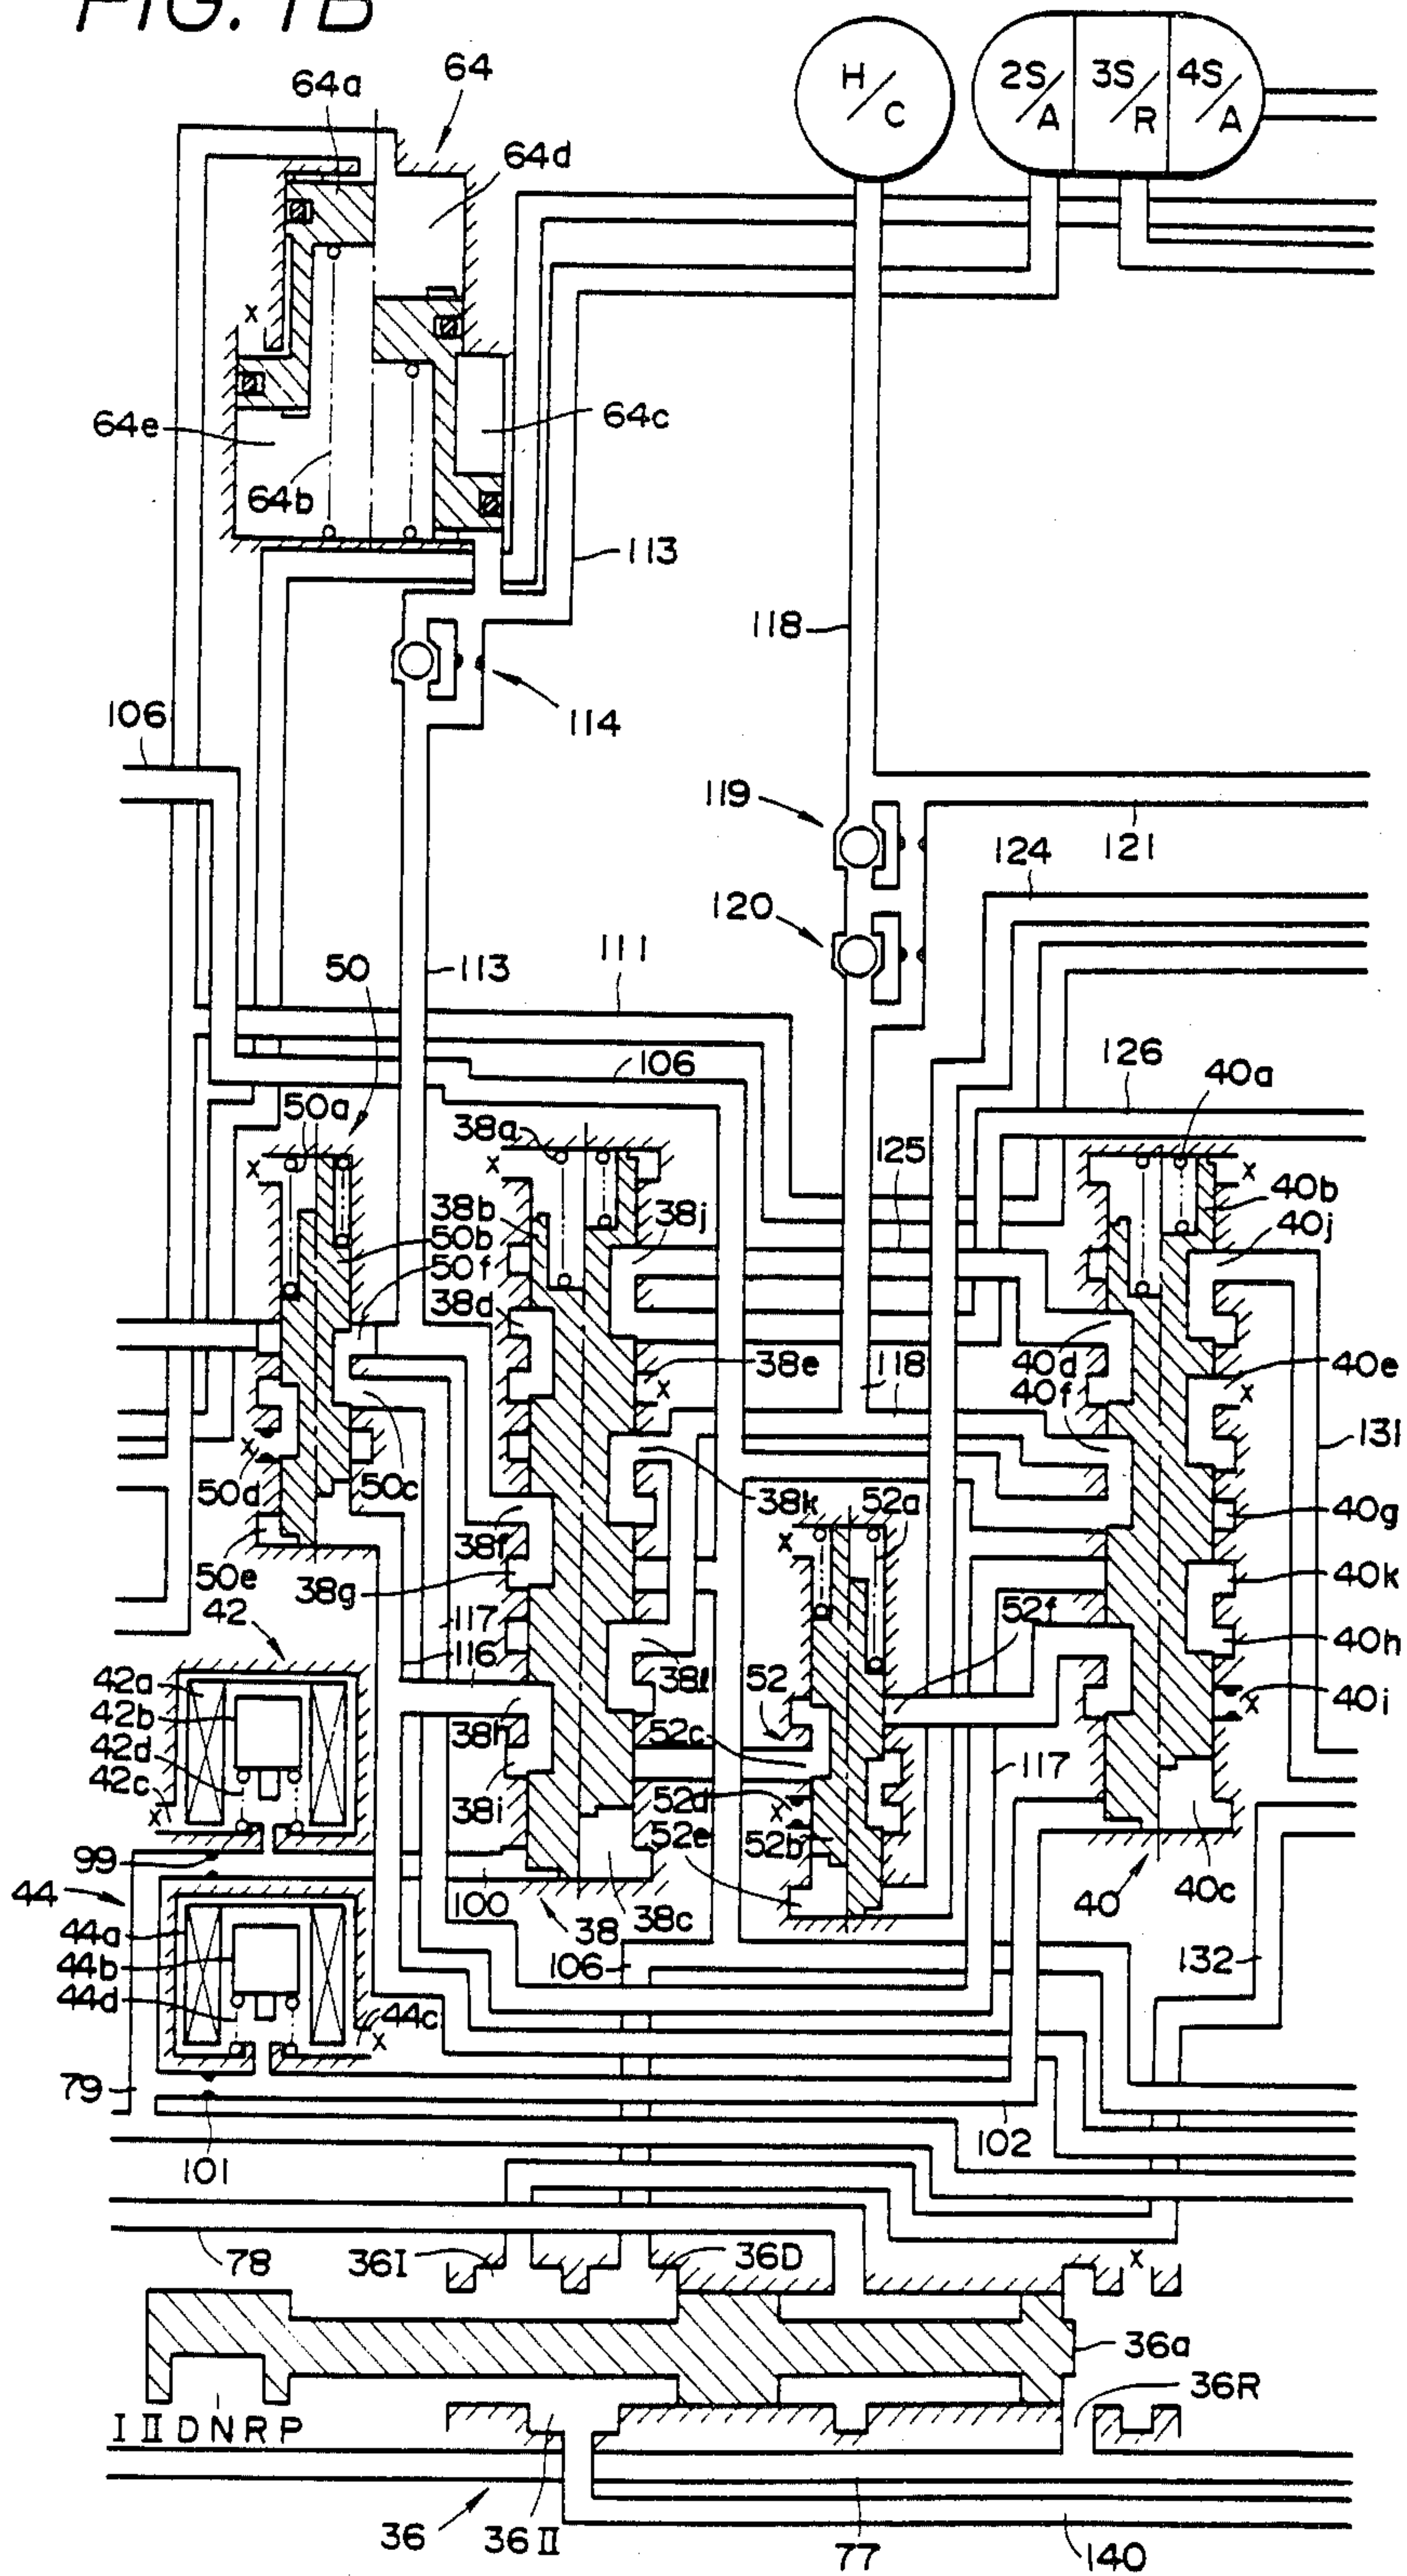 FIG. 1B
64
64a
64d
H/C
2S/A 3S/R 4S/A
x
64e
64c
64b
113
118
106
114
119
121
124
120
111
50
113
106
126
40a
50a
38a
125
x
x
x
38b
38j
40b
50b
40j
50f
38d
38e
118
40d
40e
x
40f
x
x
131
50d
50c
38k
52a
40g
38f
x
50e
38g
40k
42
117
52f
40h
116
42a
38l
40i
x
42b
38h
52
42d
52c
117
42c
38i
52d
x
x
52e
52b
99
44
100
38
38c
40
40c
44a
44b
106
132
44d
44c
x
79
101
102
78
36I
36D
x
36a
36R
I II D N R P
36
36II
77
140